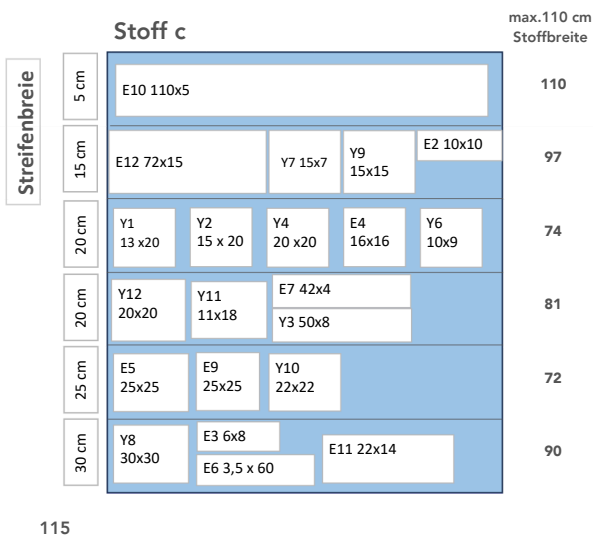 Stoff c
max.110 cm
Stoffbreite
Streifenbreie
5 cm
E10 110x5
110
15 cm
E12 72x15
Y7 15x7
Y9
15x15
E2 10x10
97
20 cm
Y1
13 x20
Y2
15 x 20
Y4
20 x20
E4
16x16
Y6
10x9
74
20 cm
Y12
20x20
Y11
11x18
E7 42x4
Y3 50x8
81
25 cm
E5
25x25
E9
25x25
Y10
22x22
72
30 cm
Y8
30x30
E3 6x8
E6 3,5 x 60
E11 22x14
90
115